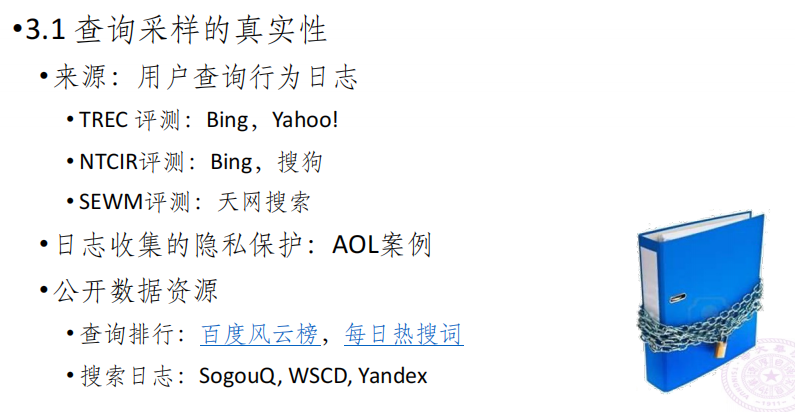 •3.1 查询采样的真实性
•来源：用户查询行为日志
•TREC 评测：Bing，Yahoo!
•NTCIR评测：Bing，搜狗
•SEWM评测：天网搜索
•日志收集的隐私保护：AOL案例
•公开数据资源
•查询排行：百度风云榜，每日热搜词
•搜索日志：SogouQ, WSCD, Yandex